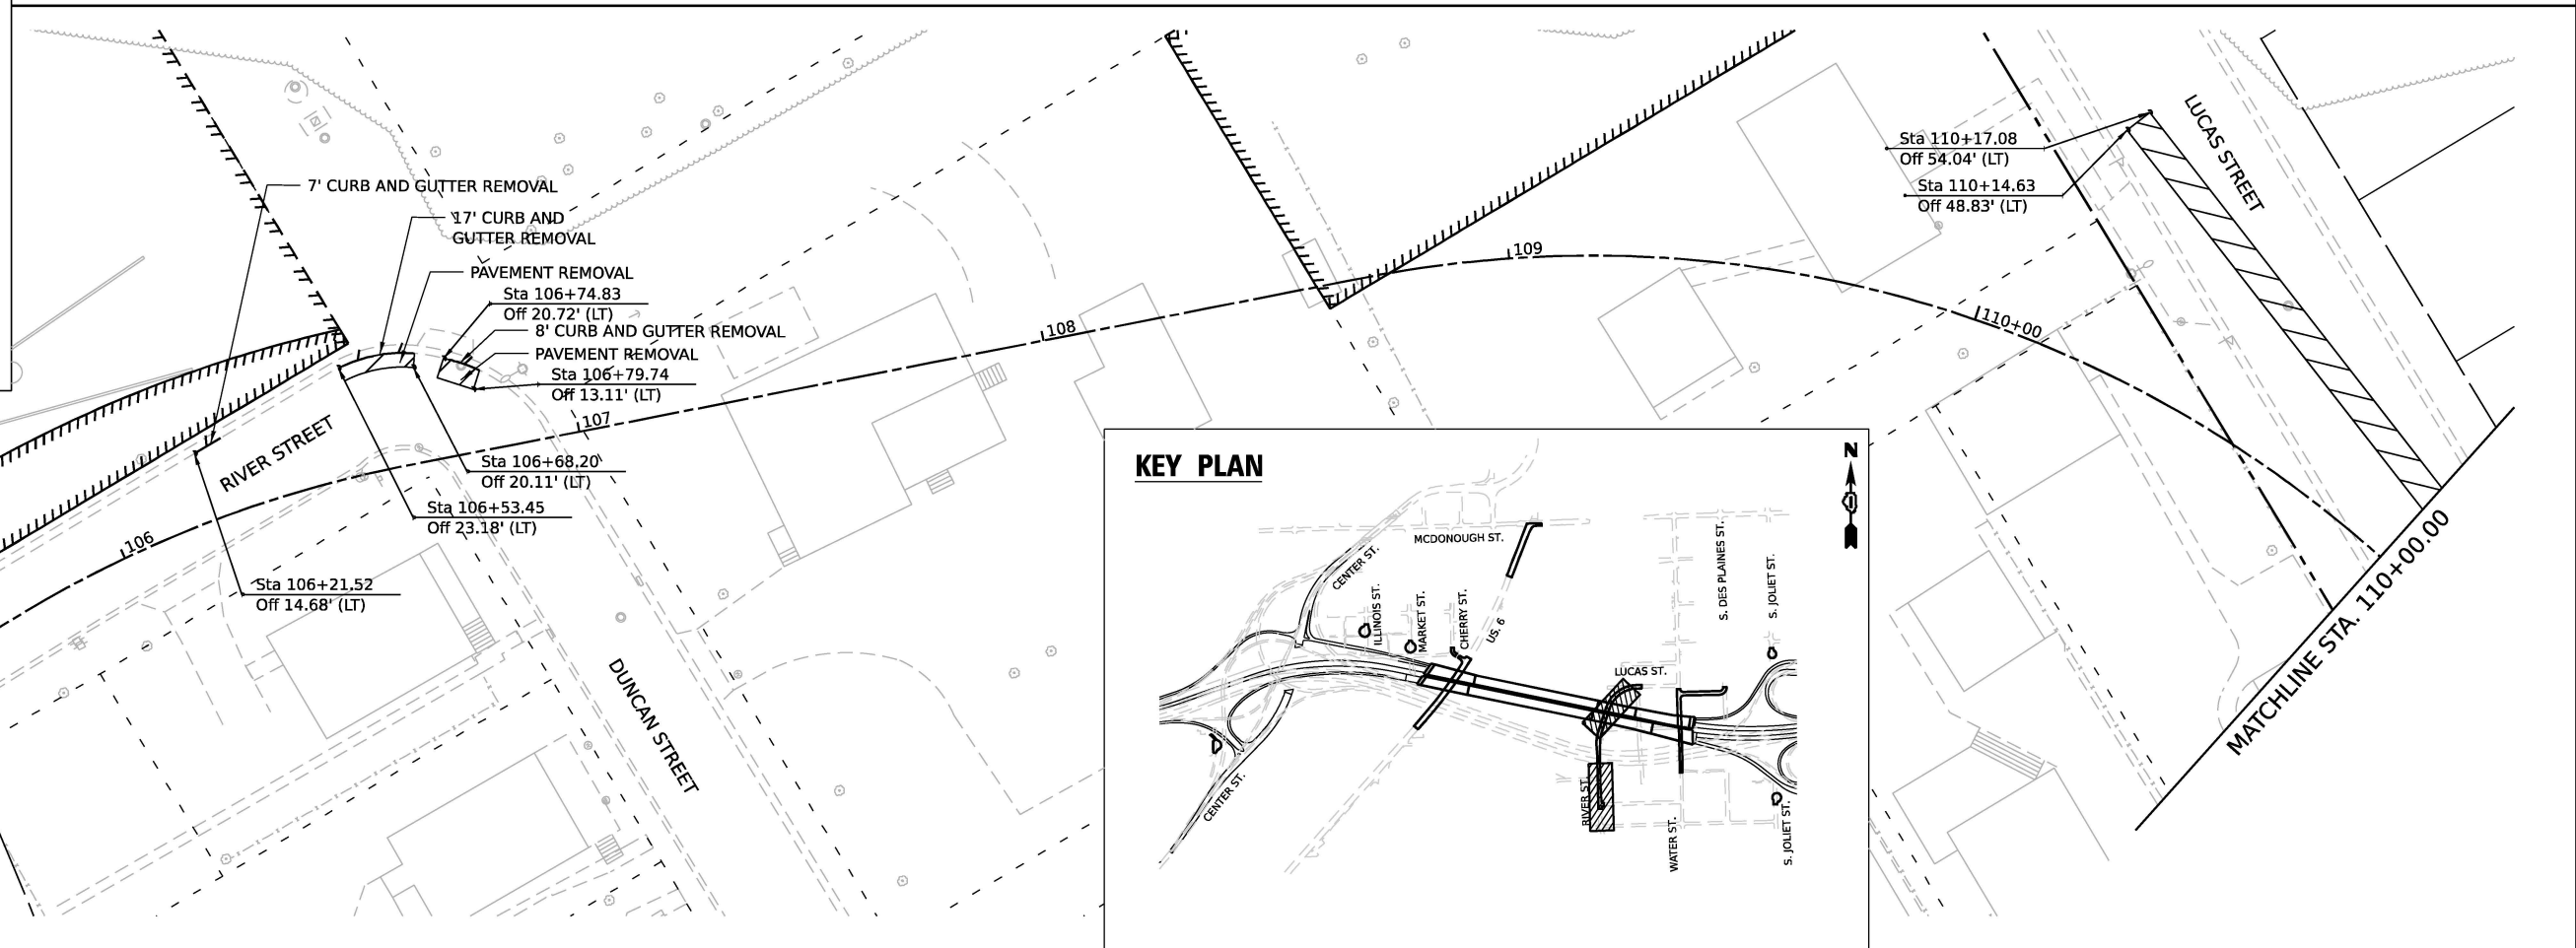 7' CURB AND GUTTER REMOVAL
17' CURB AND
GUTTER REMOVAL
PAVEMENT REMOVAL
Sta 106+74.83
Off 20.72' (LT)
8' CURB AND GUTTER REMOVAL
PAVEMENT REMOVAL
Sta 106+79.74
Off 13.11' (LT)
RIVER STREET
Sta 106+68.20
Off 20.11' (LT)
Sta 106+53.45
Off 23.18' (LT)
Sta 106+21.52
Off 14.68' (LT)
106
107
108
109
110+00
DUNCAN STREET
Sta 110+17.08
Off 54.04' (LT)
Sta 110+14.63
Off 48.83' (LT)
LUCAS STREET
MATCHLINE STA. 110+00.00
KEY PLAN
N
MCDONOUGH ST.
CENTER ST.
ILLINOIS ST.
MARKET ST.
CHERRY ST.
US. 6
S. DES PLAINES ST.
S. JOLIET ST.
LUCAS ST.
CENTER ST.
RIVER ST.
WATER ST.
S. JOLIET ST.